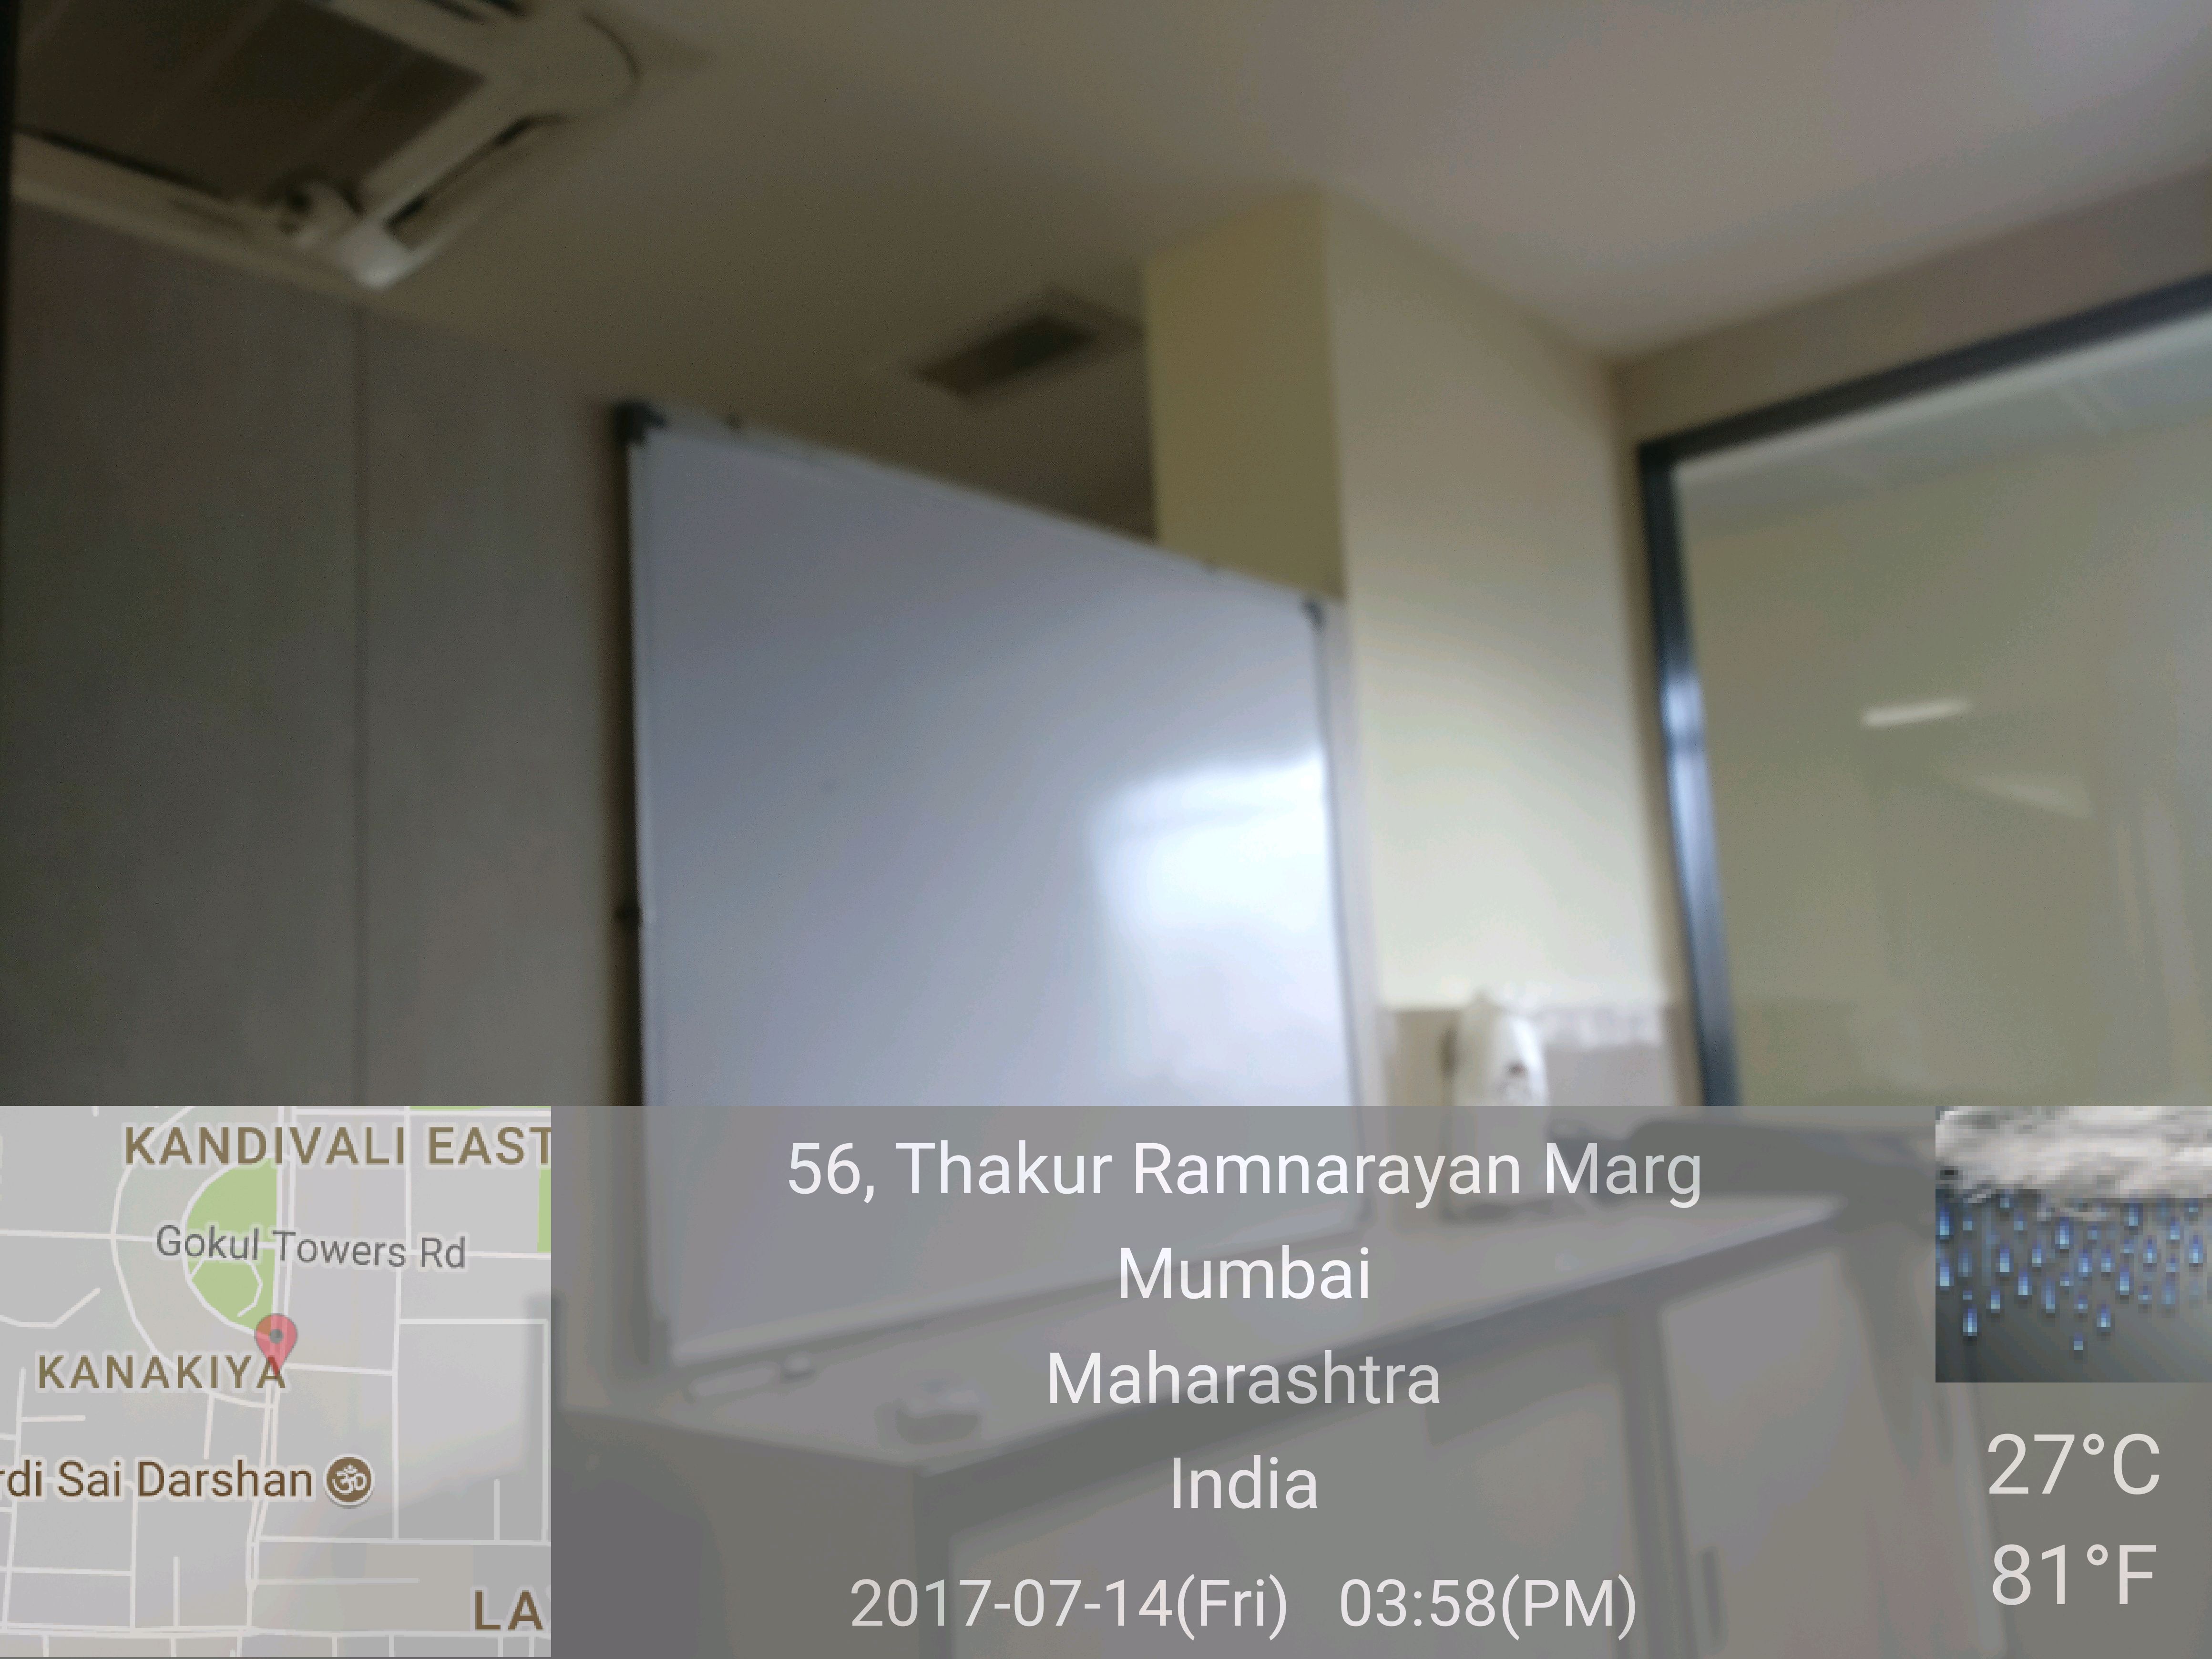 KANDIVALI EAST
Gokul Towers Rd
KANAKIYA
rdi Sai Darshan ॐ
LA
56, Thakur Ramnarayan Marg
Mumbai
Maharashtra
India
2017-07-14(Fri) 03:58(PM)
27°C
81°F